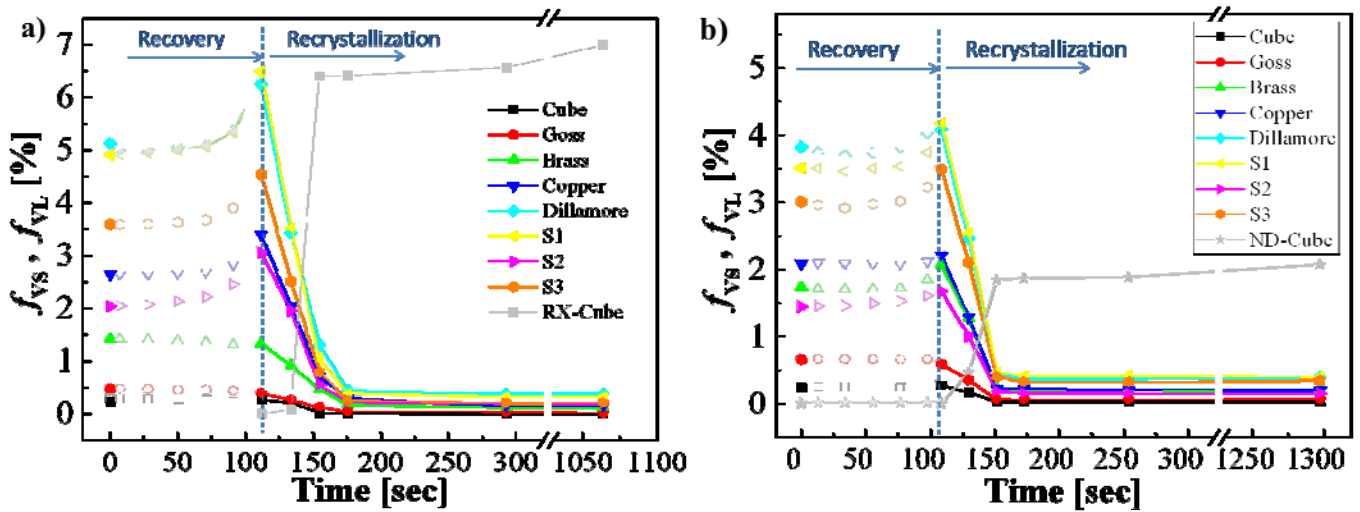 a)
Recovery
Recrystallization
Cube
Goss
Brass
Copper
Dillamore
S1
S2
S3
RX-Cube
f_VS , f_VL [%]
7
6
5
4
3
2
1
0
0 50 100 150 200 250 300 1050 1100
Time [sec]
b)
Recovery
Recrystallization
Cube
Goss
Brass
Copper
Dillamore
S1
S2
S3
ND-Cube
f_VS , f_VL [%]
5
4
3
2
1
0
0 50 100 150 200 250 300 1250 1300
Time [sec]